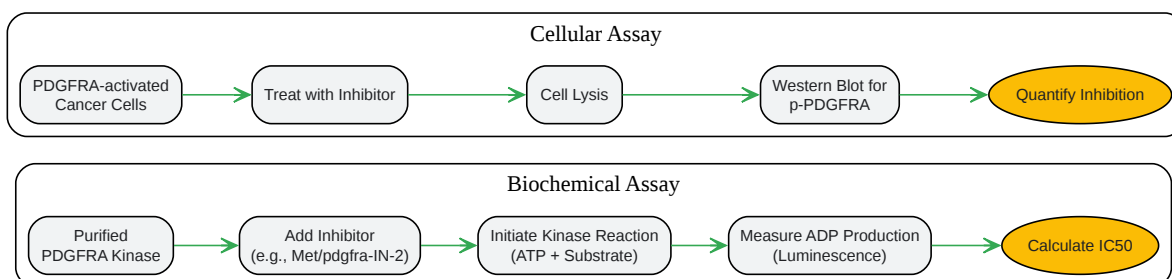 Cellular Assay
PDGFRA-activated
Cancer Cells
Treat with Inhibitor
Cell Lysis
Western Blot for
p-PDGFRA
Quantify Inhibition
Biochemical Assay
Purified
PDGFRA Kinase
Add Inhibitor
(e.g., Met/pdgfra-IN-2)
Initiate Kinase Reaction
(ATP + Substrate)
Measure ADP Production
(Luminescence)
Calculate IC50